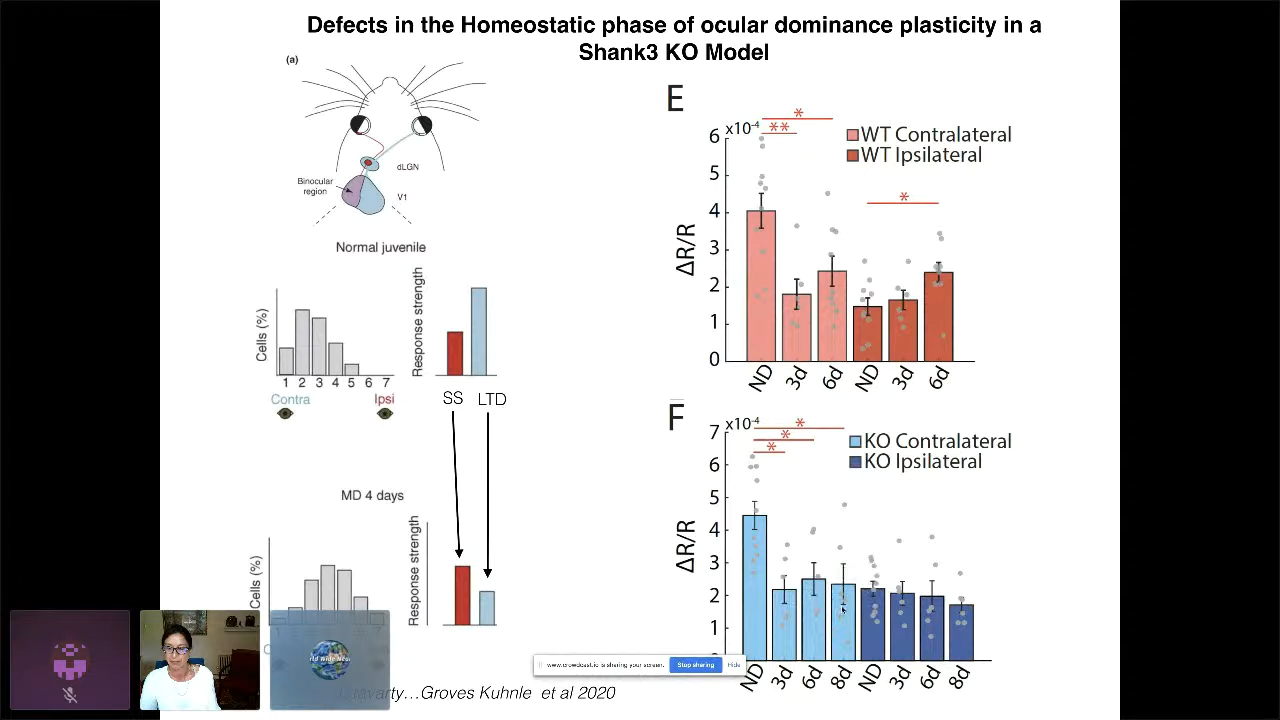 Defects in the Homeostatic phase of ocular dominance plasticity in a
Shank3 KO Model
(a)
dLGN
Binocular
region
V1
Normal juvenile
Cells (%)
1 2 3 4 5 6 7
Contra
Ipsi
Response strength
SS
LTD
MD 4 days
Cells (%)
Response strength
E
x10-4
6
5
4
3
2
1
0
ΔR/R
**
*
*
WT Contralateral
WT Ipsilateral
ND 3d 6d ND 3d 6d
F
x10-4
7
6
5
4
3
2
1
ΔR/R
*
*
*
KO Contralateral
KO Ipsilateral
ND 3d 6d 8d ND 3d 6d 8d
www.crowdcast.io is sharing your screen.
Stop sharing
Hide
Groves Kuhnle et al 2020